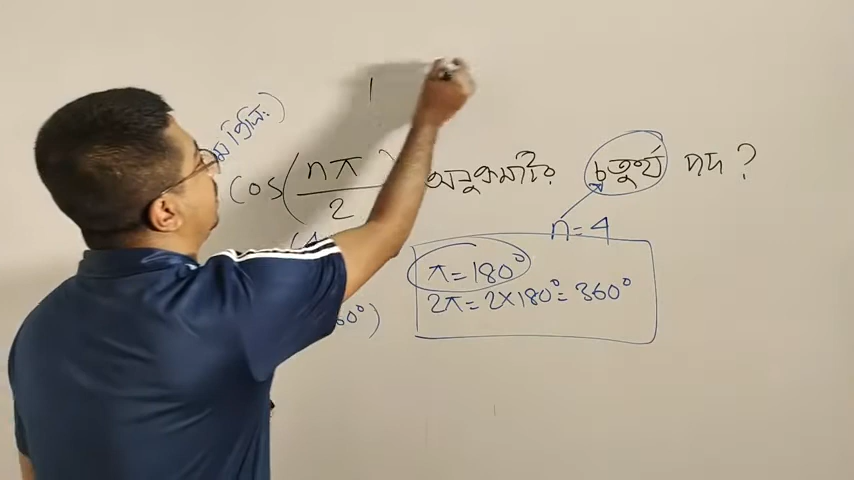 cos(nπ/2) অনুক্রমটির চতুর্থ পদ?
n=4
π=180°
2π=2×180°=360°